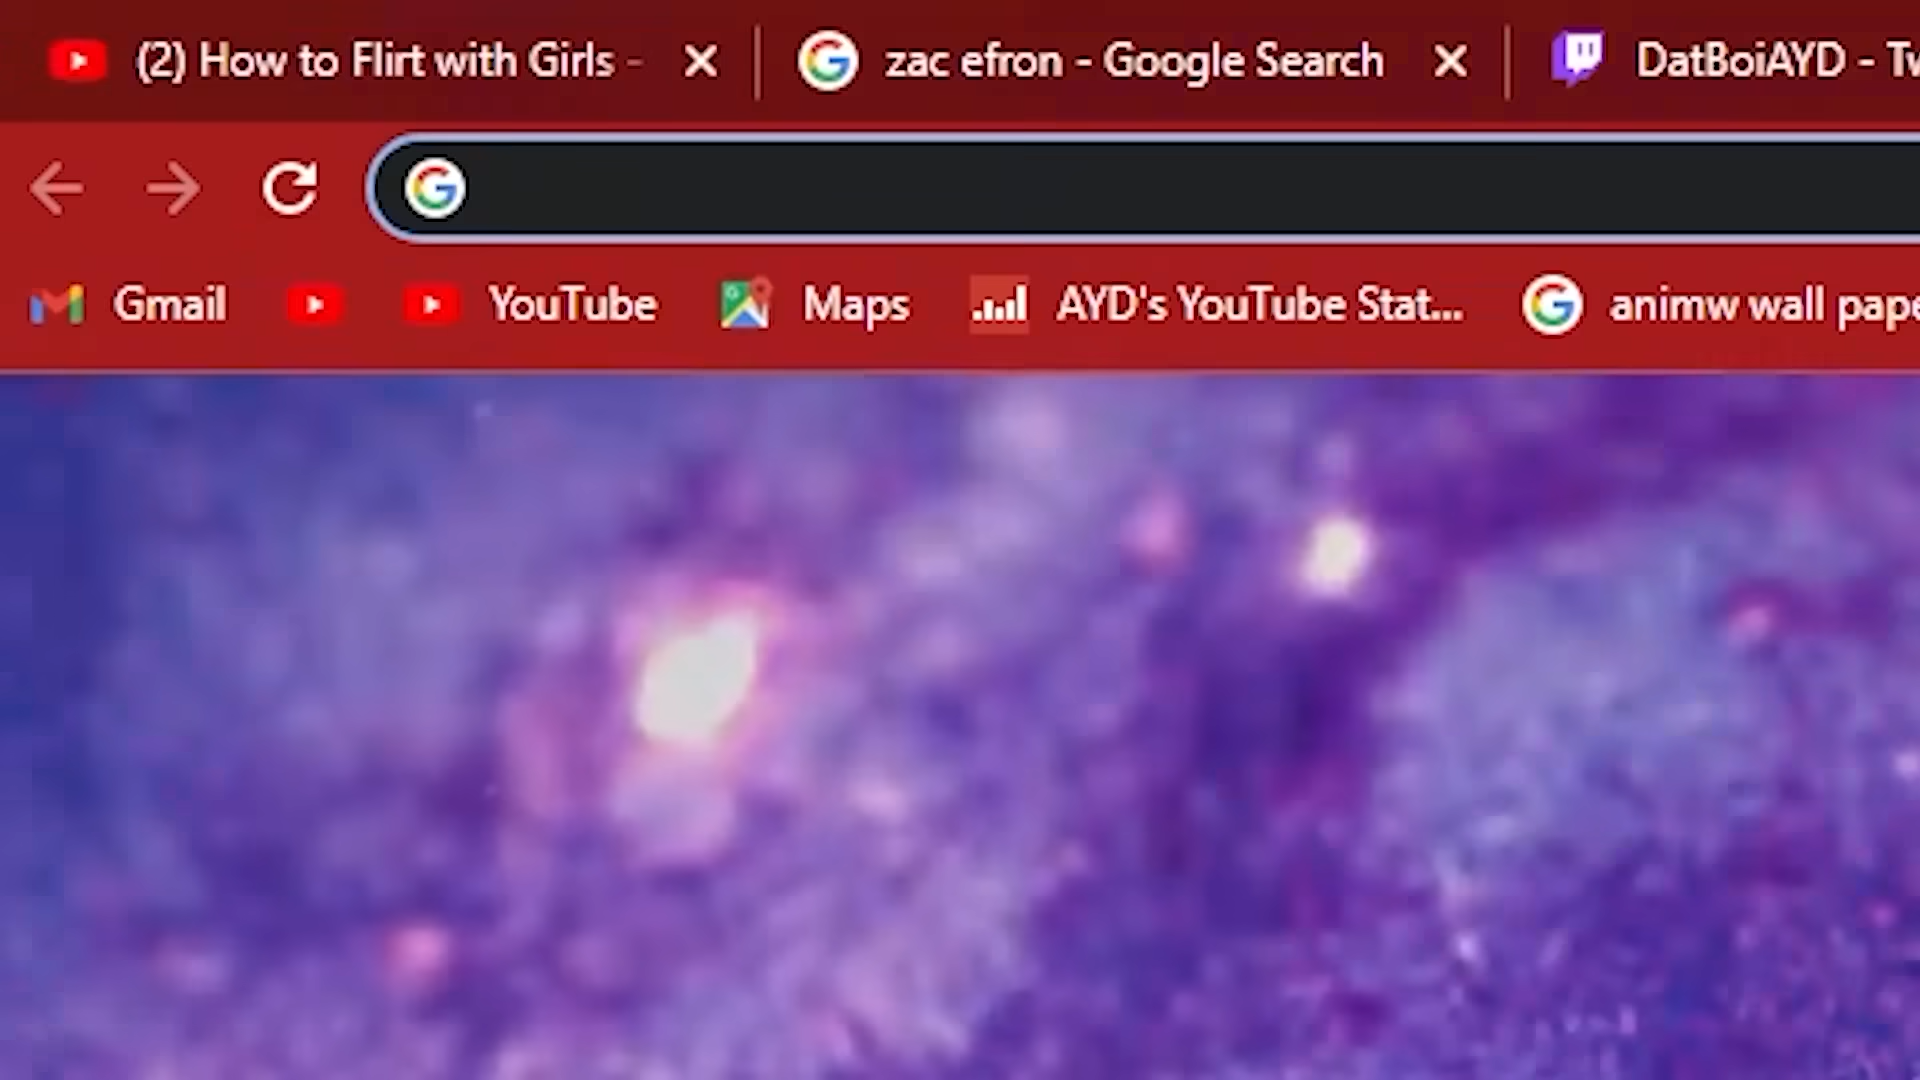 (2) How to Flirt with Girls -
zac efron - Google Search
DatBoiAYD - Tw
Gmail
YouTube
Maps
AYD's YouTube Stat...
animw wall pape